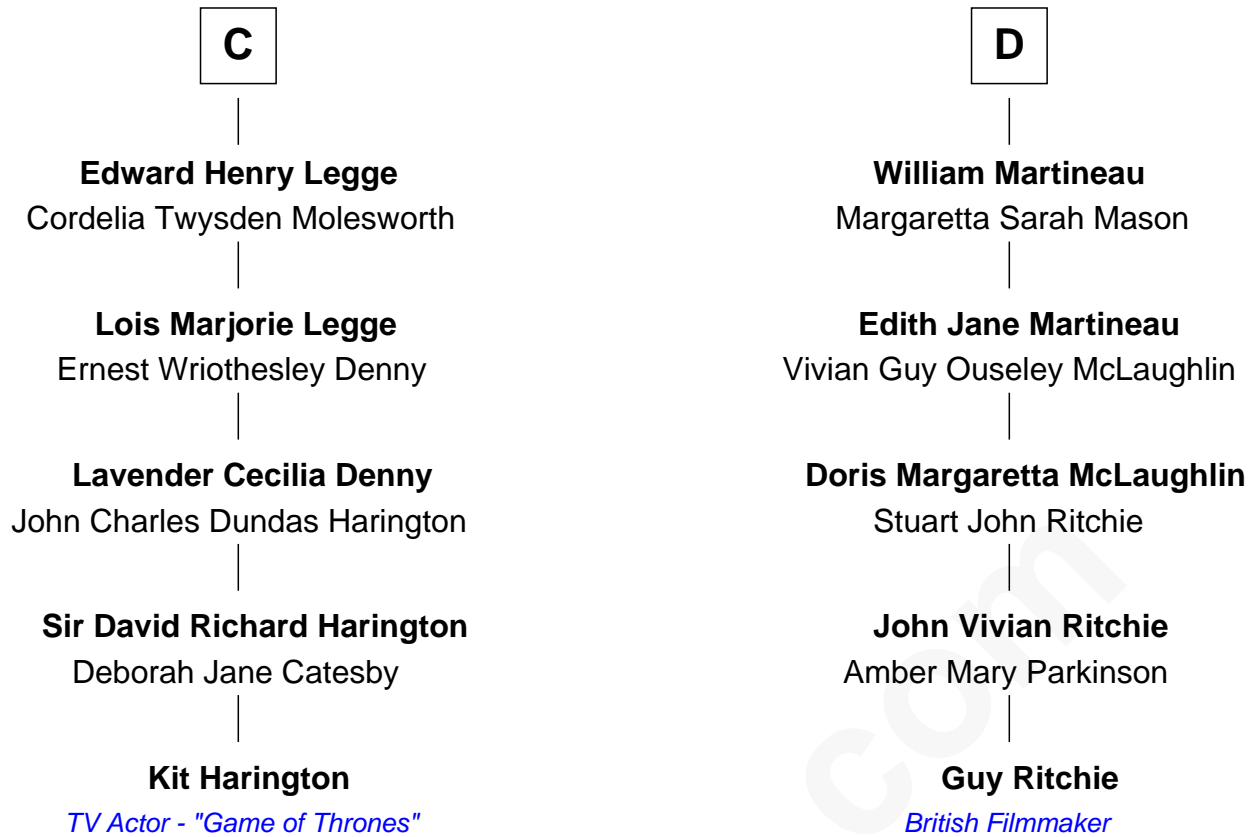 C
Edward Henry Legge
Cordelia Twysden Molesworth
Lois Marjorie Legge
Ernest Wriothesley Denny
Lavender Cecilia Denny
John Charles Dundas Harington
Sir David Richard Harington
Deborah Jane Catesby
Kit Harington
TV Actor - "Game of Thrones"
D
William Martineau
Margaretta Sarah Mason
Edith Jane Martineau
Vivian Guy Ouseley McLaughlin
Doris Margaretta McLaughlin
Stuart John Ritchie
John Vivian Ritchie
Amber Mary Parkinson
Guy Ritchie
British Filmmaker
com